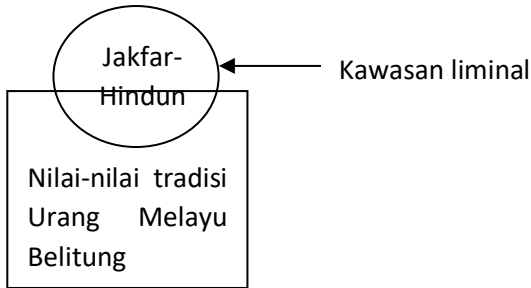 Jakfar-
Hindun
Kawasan liminal
Nilai-nilai tradisi
Urang Melayu
Belitung